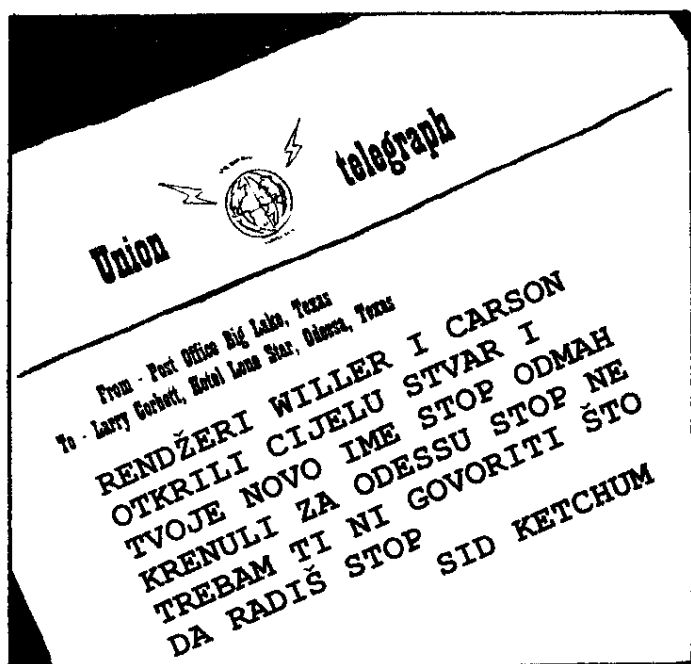 Union telegraph
From - Post Office Big Lake, Texas
To - Larry Corbett, Hotel Lone Star, Odessa, Texas
RENDŽERI WILLER I CARSON
OTKRILI CIJELU STVAR I
TVOJE NOVO IME STOP ODMAH
KRENULI ZA ODESSU STOP NE
TREBAM TI NI GOVORITI ŠTO
DA RADIŠ STOP
SID KETCHUM